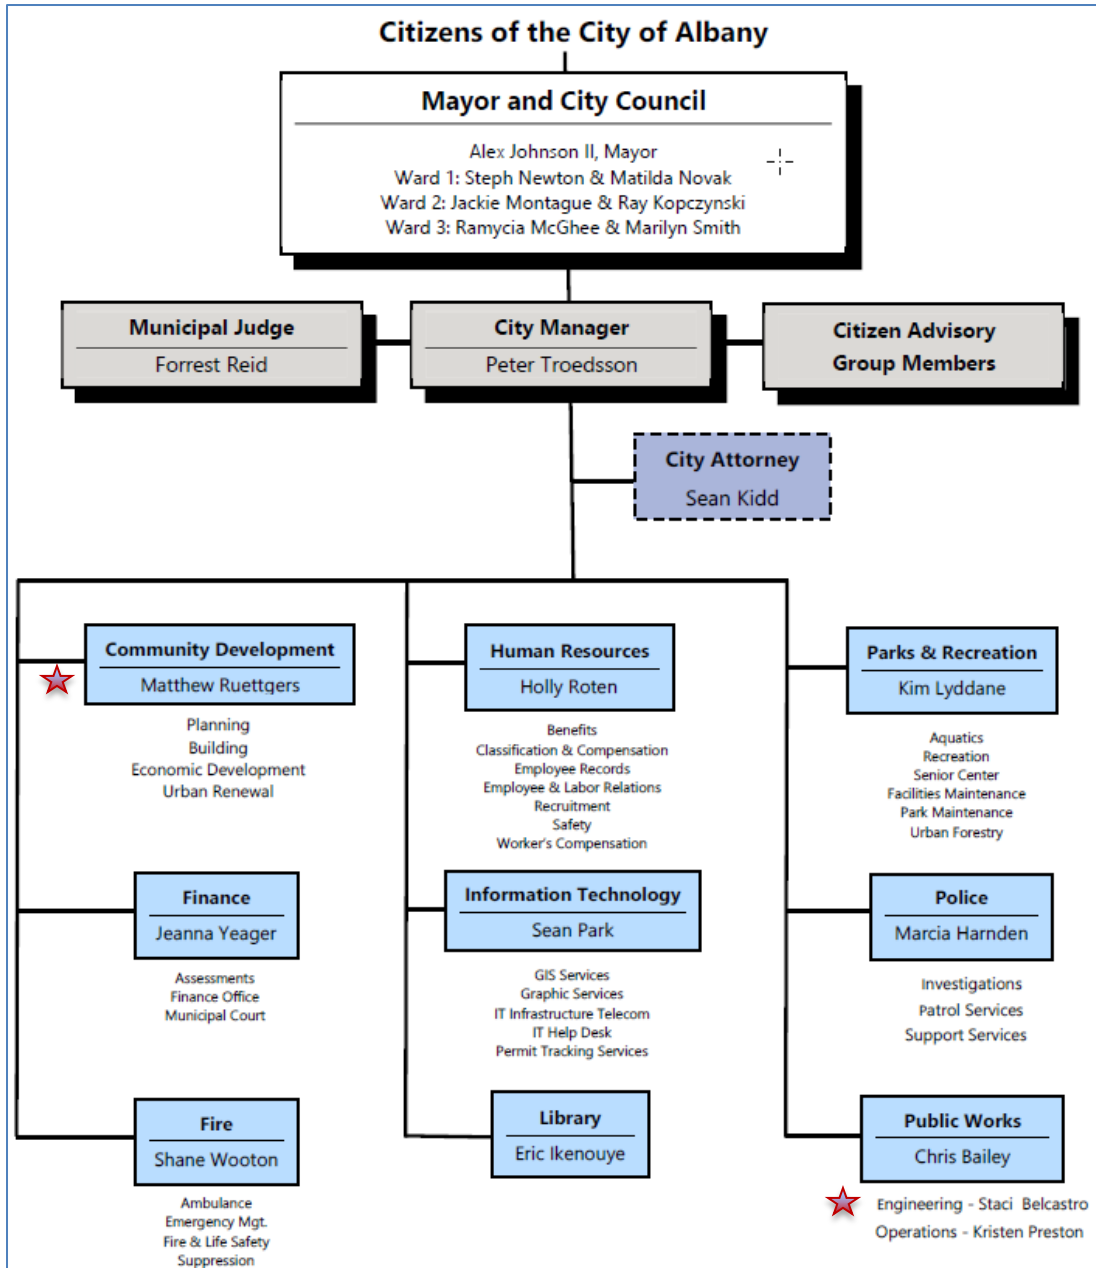 Citizens of the City of Albany
Mayor and City Council
Alex Johnson II, Mayor
Ward 1: Steph Newton & Matilda Novak
Ward 2: Jackie Montague & Ray Kopczynski
Ward 3: Ramycia McGhee & Marilyn Smith
Municipal Judge
Forrest Reid
City Manager
Peter Troedsson
Citizen Advisory
Group Members
City Attorney
Sean Kidd
Community Development
Matthew Ruettgers
Planning
Building
Economic Development
Urban Renewal
Human Resources
Holly Roten
Benefits
Classification & Compensation
Employee Records
Employee & Labor Relations
Recruitment
Safety
Worker's Compensation
Parks & Recreation
Kim Lyddane
Aquatics
Recreation
Senior Center
Facilities Maintenance
Park Maintenance
Urban Forestry
Finance
Jeanna Yeager
Assessments
Finance Office
Municipal Court
Information Technology
Sean Park
GIS Services
Graphic Services
IT Infrastructure Telecom
IT Help Desk
Permit Tracking Services
Police
Marcia Harnden
Investigations
Patrol Services
Support Services
Fire
Shane Wooton
Ambulance
Emergency Mgt.
Fire & Life Safety
Suppression
Library
Eric Ikenouye
Public Works
Chris Bailey
Engineering - Staci Belcastro
Operations - Kristen Preston